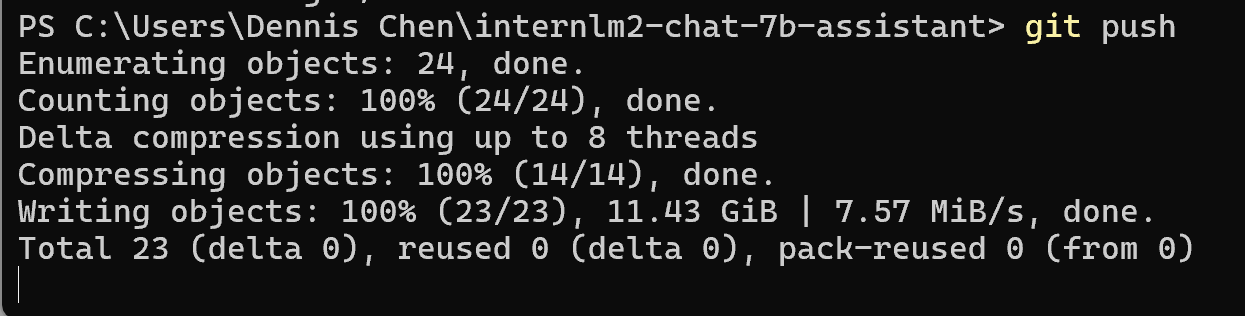 PS C:\Users\Dennis Chen\internlm2-chat-7b-assistant> git push
Enumerating objects: 24, done.
Counting objects: 100% (24/24), done.
Delta compression using up to 8 threads
Compressing objects: 100% (14/14), done.
Writing objects: 100% (23/23), 11.43 GiB | 7.57 MiB/s, done.
Total 23 (delta 0), reused 0 (delta 0), pack-reused 0 (from 0)